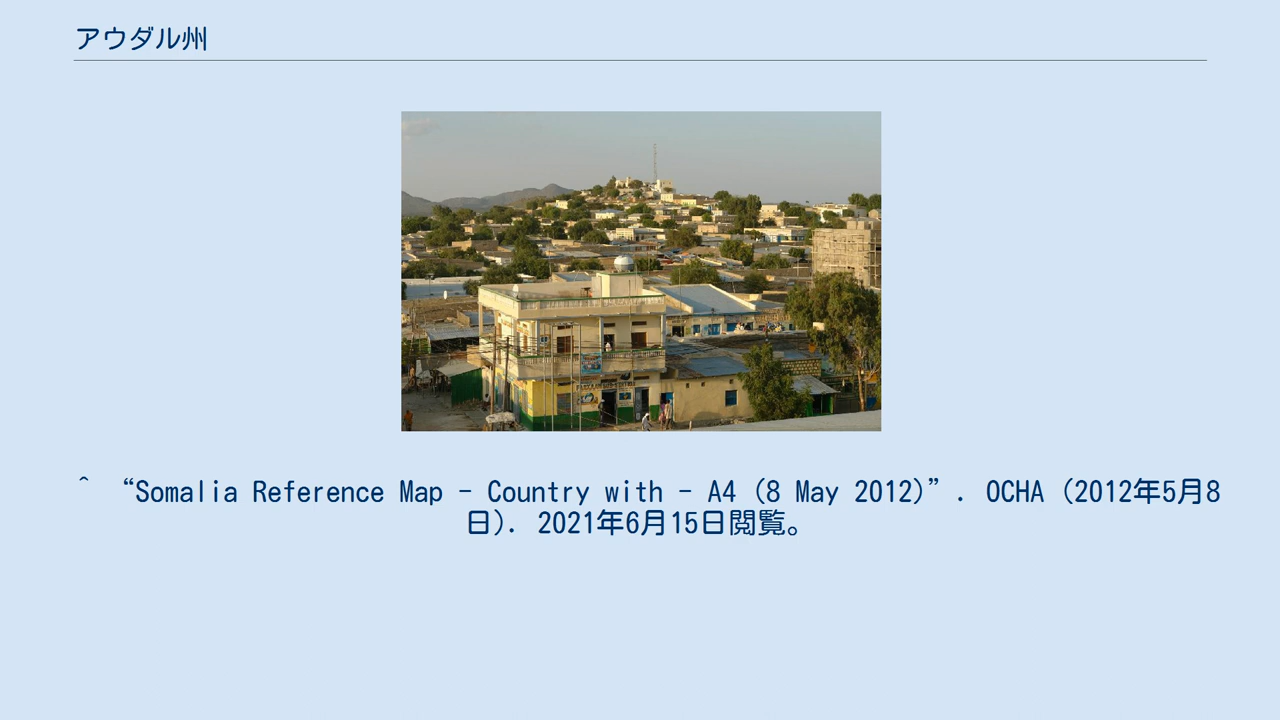 アウダル州
^ “Somalia Reference Map - Country with - A4 (8 May 2012)”. OCHA (2012年5月8
日). 2021年6月15日閲覧。